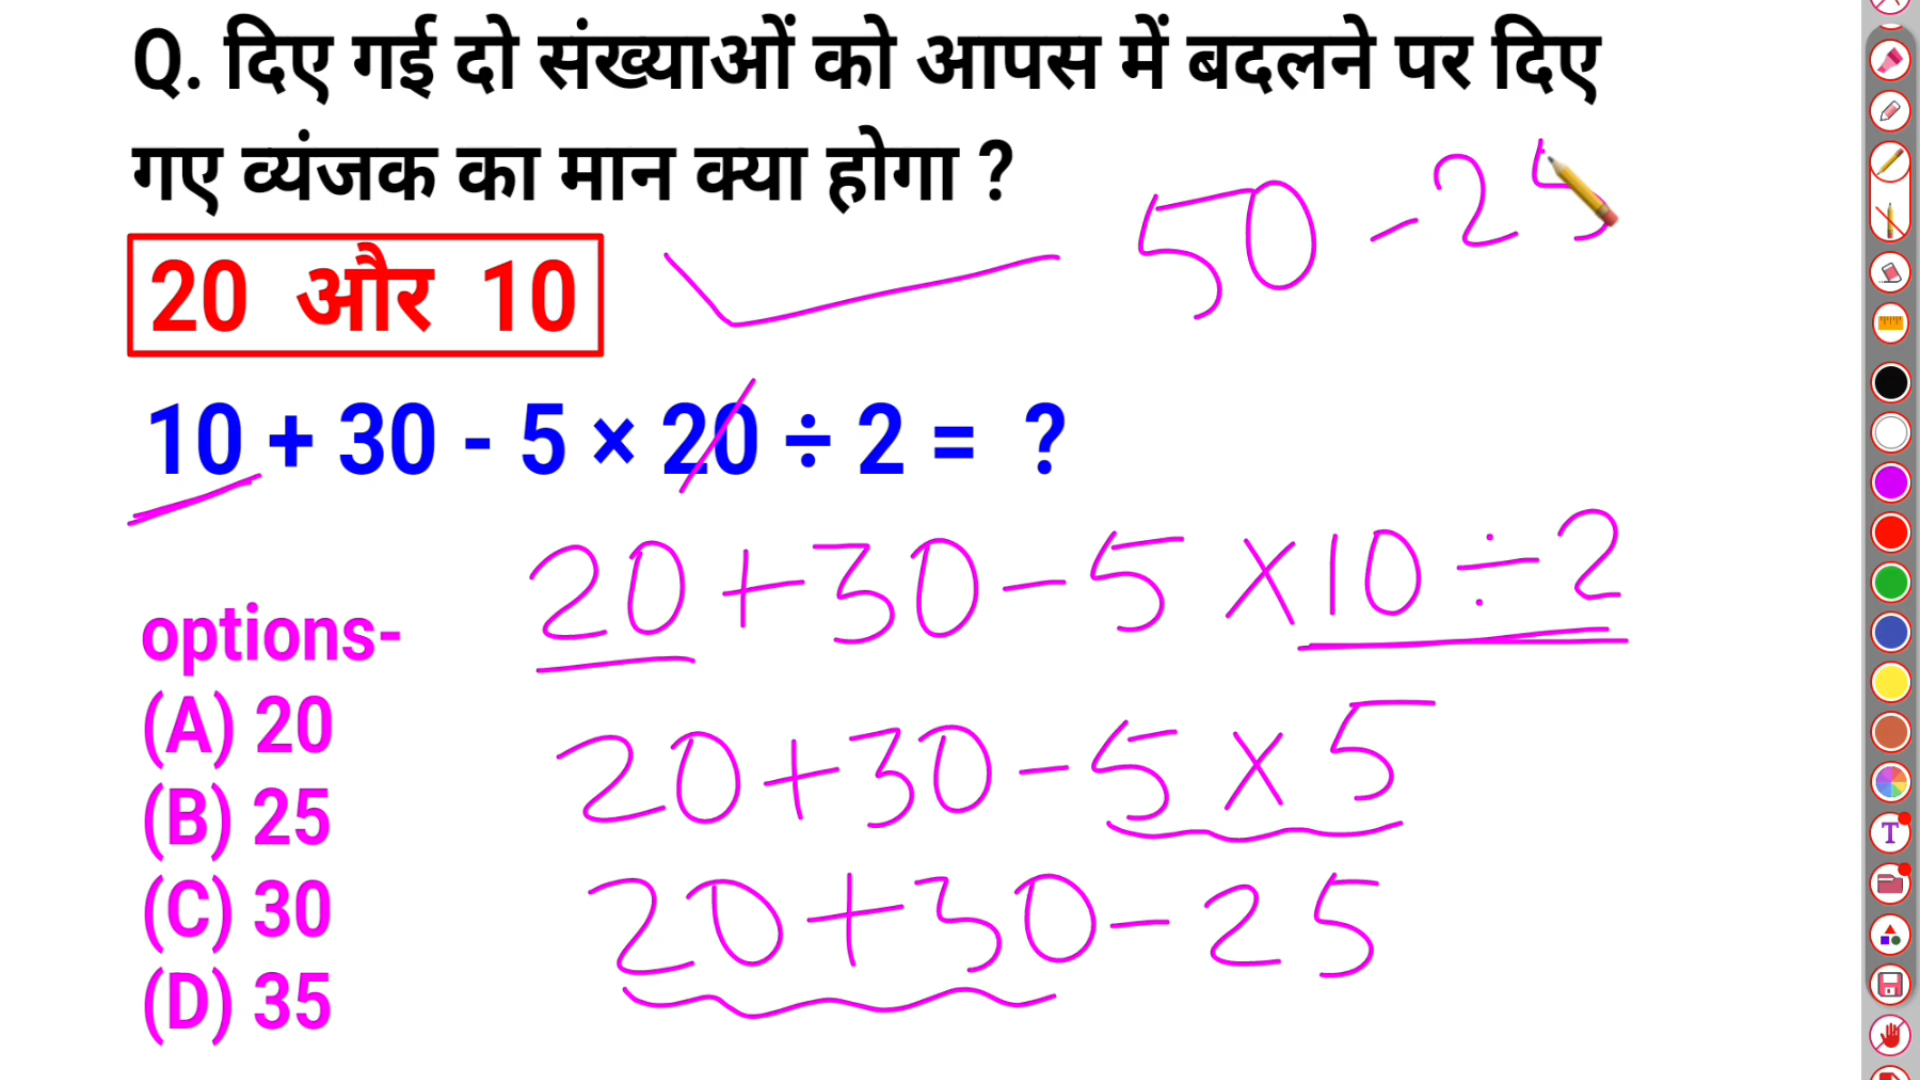 Q. दिए गई दो संख्याओं को आपस में बदलने पर दिए
गए व्यंजक का मान क्या होगा ?
50 - 25
20 और 10
10 + 30 - 5 × 20 ÷ 2 = ?
20 + 30 - 5 × 10 ÷ 2
options-
(A) 20
20 + 30 - 5 × 5
(B) 25
(C) 30
20 + 30 - 25
(D) 35
T